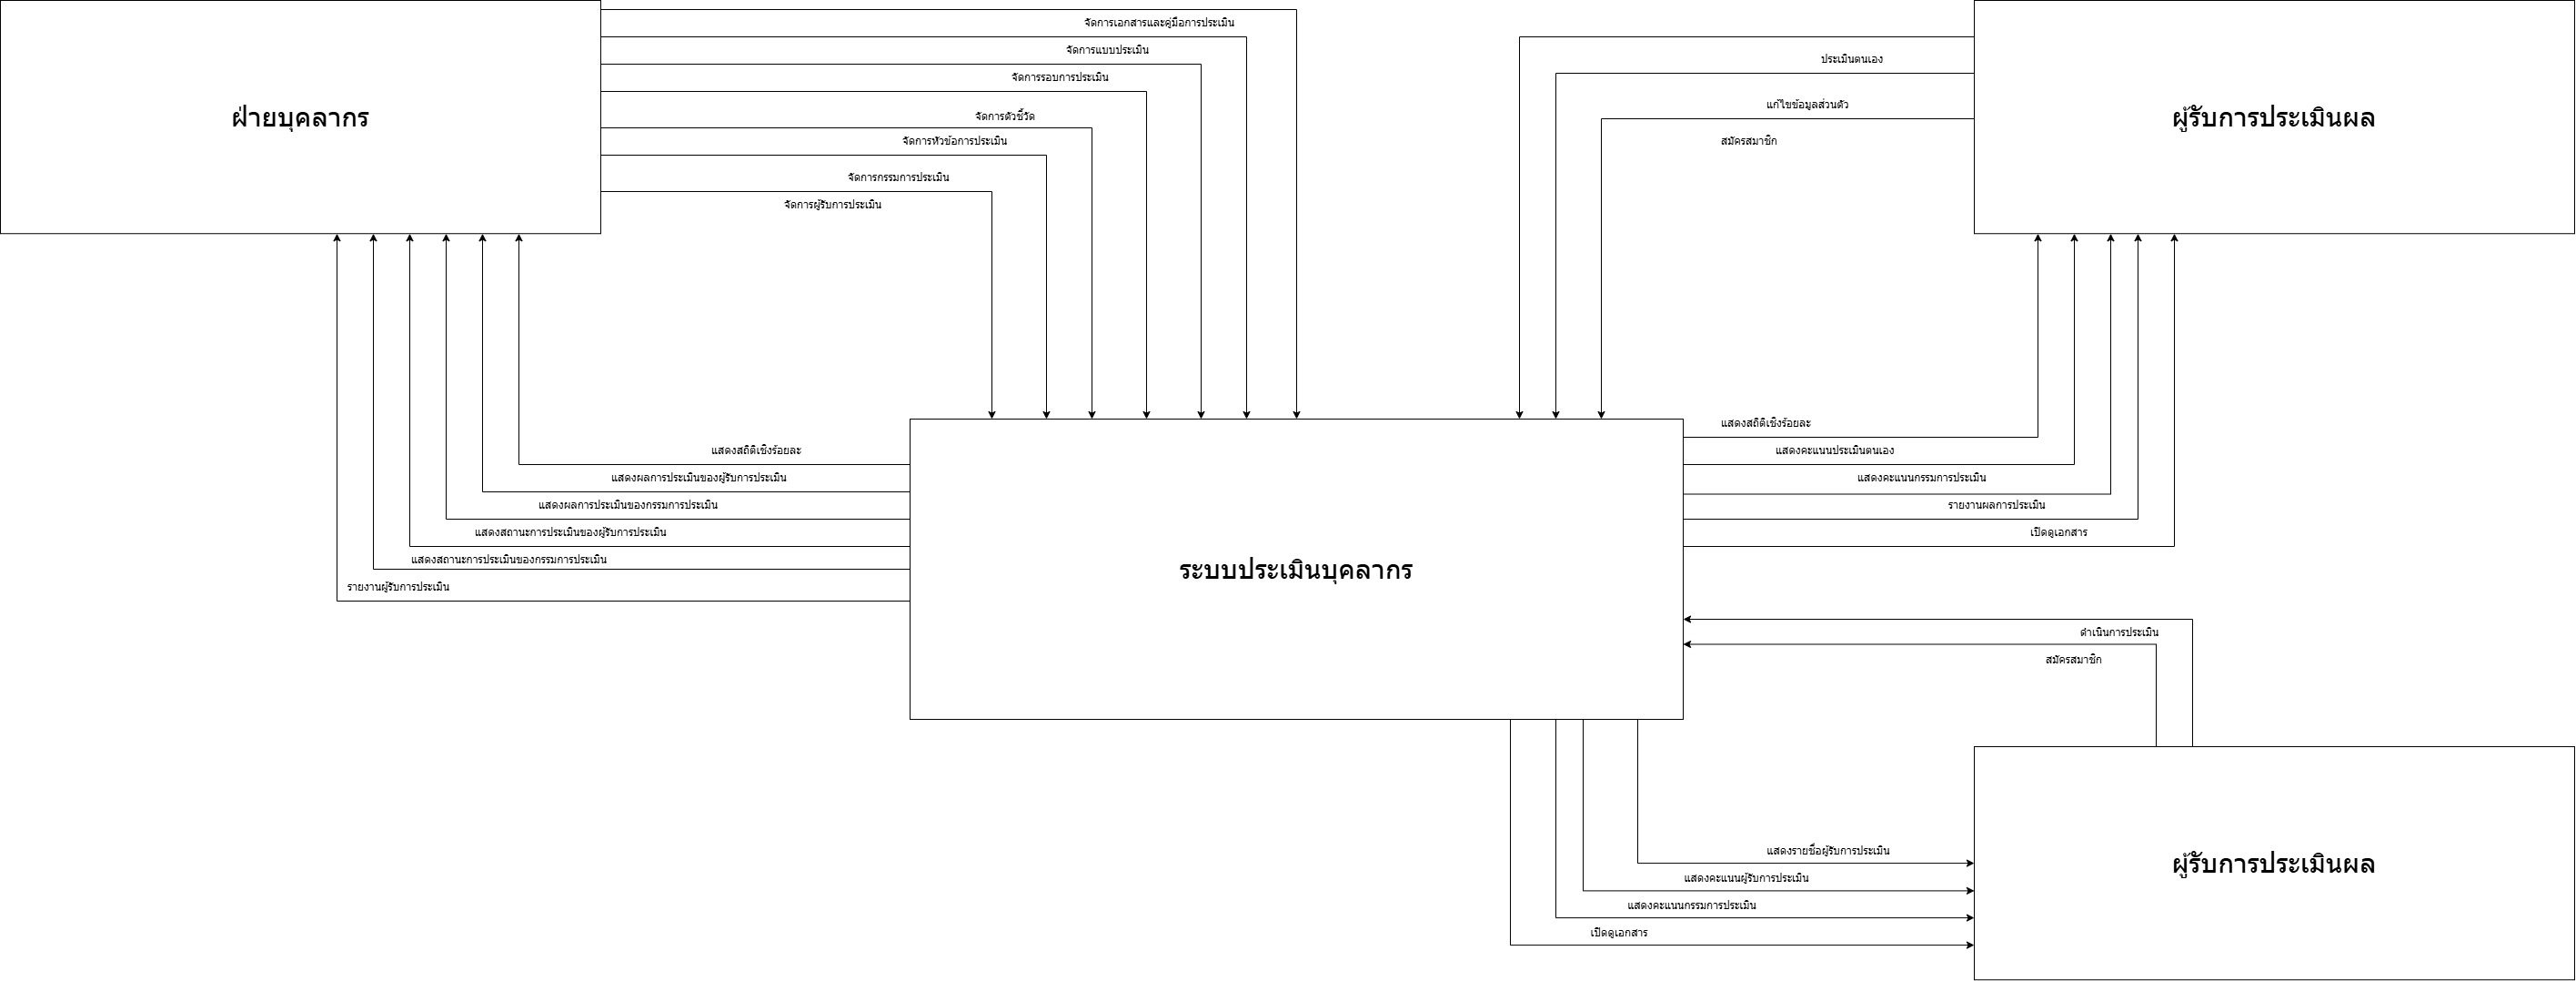 ฝ่ายบุคลากร
จัดการเอกสารและคู่มือการประเมิน
จัดการแบบประเมิน
จัดการรอบการประเมิน
จัดการตัวชี้วัด
จัดการหัวข้อการประเมิน
จัดการกรรมการประเมิน
จัดการผู้รับการประเมิน
ประเมินตนเอง
แก้ไขข้อมูลส่วนตัว
สมัครสมาชิก
ผู้รับการประเมินผล
แสดงสถิติเชิงร้อยละ
แสดงผลการประเมินของผู้รับการประเมิน
แสดงผลการประเมินของกรรมการประเมิน
แสดงสถานะการประเมินของผู้รับการประเมิน
แสดงสถานะการประเมินของกรรมการประเมิน
รายงานผู้รับการประเมิน
ระบบประเมินบุคลากร
แสดงสถิติเชิงร้อยละ
แสดงคะแนนประเมินตนเอง
แสดงคะแนนกรรมการประเมิน
รายงานผลการประเมิน
เปิดดูเอกสาร
ดำเนินการประเมิน
สมัครสมาชิก
แสดงรายชื่อผู้รับการประเมิน
แสดงคะแนนผู้รับการประเมิน
แสดงคะแนนกรรมการประเมิน
เปิดดูเอกสาร
ผู้รับการประเมินผล